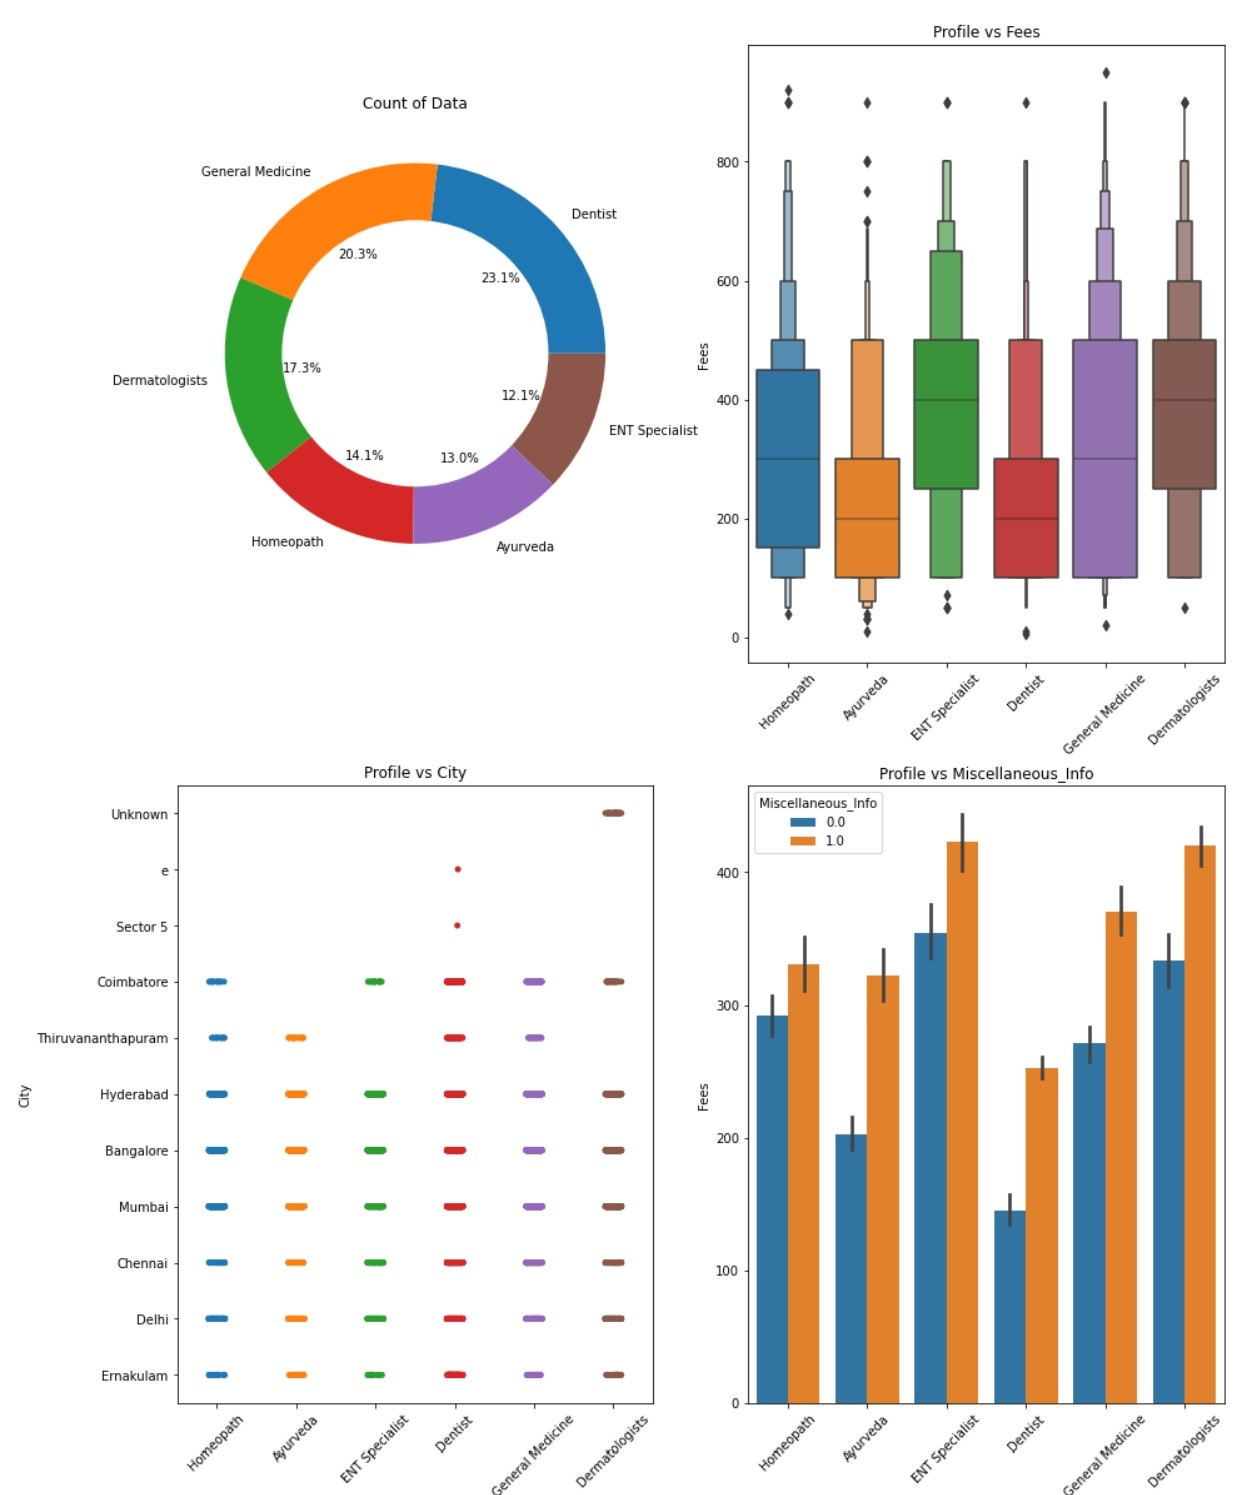 Count of Data
General Medicine
Dentist
Dermatologists
Homeopath
Ayurveda
ENT Specialist
20.3%
23.1%
17.3%
12.1%
14.1%
13.0%
Profile vs Fees
Fees
800
600
400
200
0
Homeopath
Ayurveda
ENT Specialist
Dentist
General Medicine
Dermatologists
Profile vs City
City
Unknown
e
Sector 5
Coimbatore
Thiruvananthapuram
Hyderabad
Bangalore
Mumbai
Chennai
Delhi
Ernakulam
Homeopath
Ayurveda
ENT Specialist
Dentist
General Medicine
Dermatologists
Profile vs Miscellaneous_Info
Miscellaneous_Info
0.0
1.0
Fees
400
300
200
100
0
Homeopath
Ayurveda
ENT Specialist
Dentist
General Medicine
Dermatologists